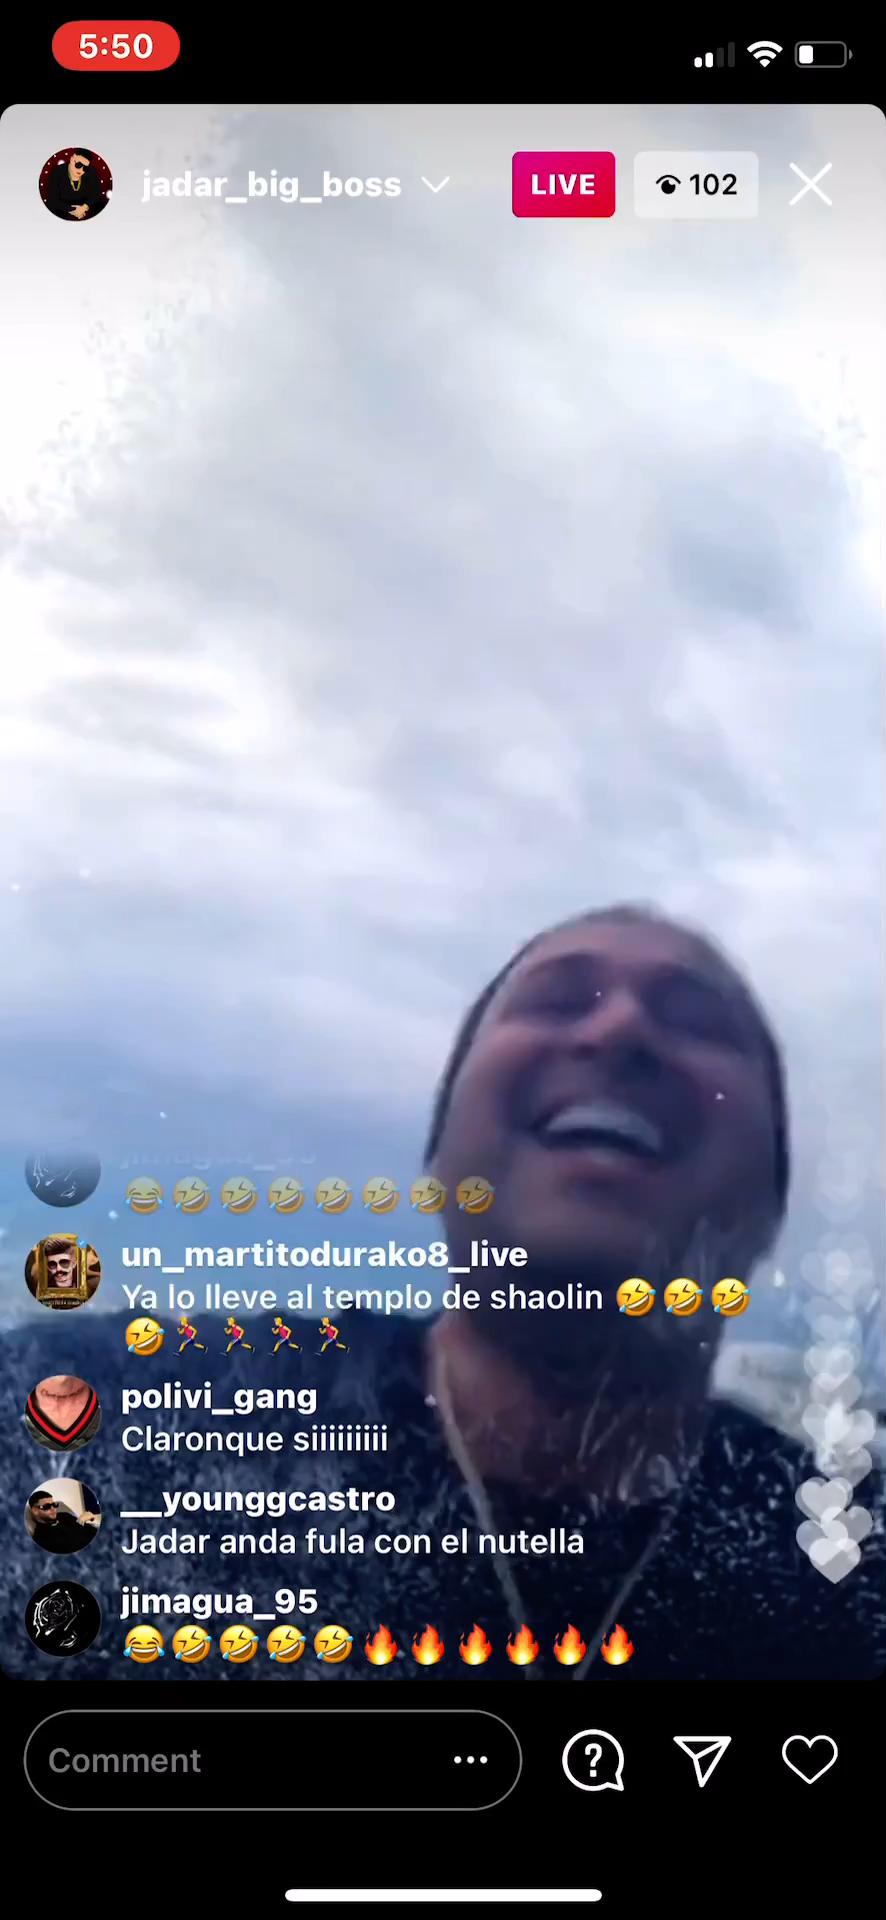 5:50
jadar_big_boss
LIVE
102
jimagua_95
😂🤣🤣🤣🤣🤣🤣🤣
un_martitodurako8_live
Ya lo lleve al templo de shaolin 🤣🤣🤣
🤣🏃‍♀️🏃‍♀️🏃‍♀️🏃‍♀️
polivi_gang
Claronque siiiiiiiii
__younggcastro
Jadar anda fula con el nutella
jimagua_95
😂🤣🤣🤣🤣🔥🔥🔥🔥🔥🔥
Comment